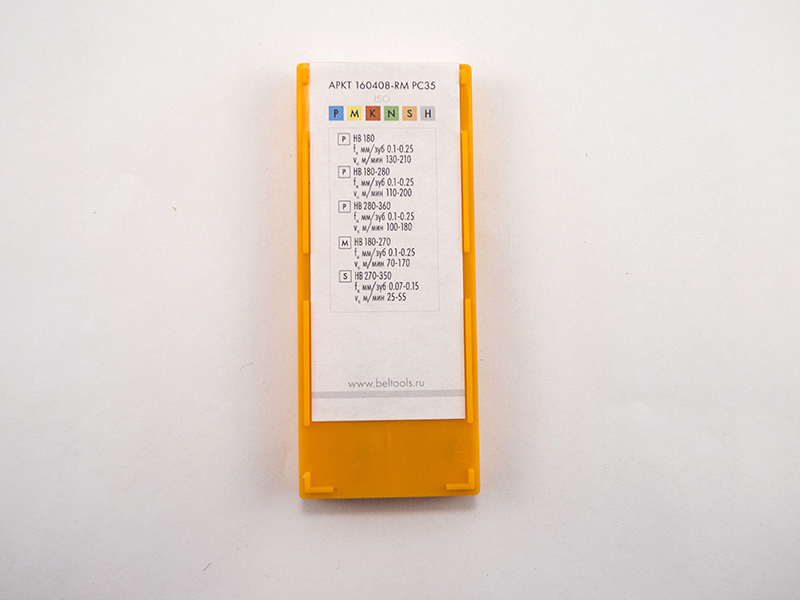 APKT 160408-RM PC35
ISO
P M K N S H
P HB 180
fz мм/зуб 0.1-0.25
vc м/мин 130-210
P HB 180-280
fz мм/зуб 0.1-0.25
vc м/мин 110-200
P HB 280-360
fz мм/зуб 0.1-0.25
vc м/мин 100-180
M HB 180-270
fz мм/зуб 0.1-0.25
vc м/мин 70-170
S HB 270-350
fz мм/зуб 0.07-0.15
vc м/мин 25-55
www.beltools.ru